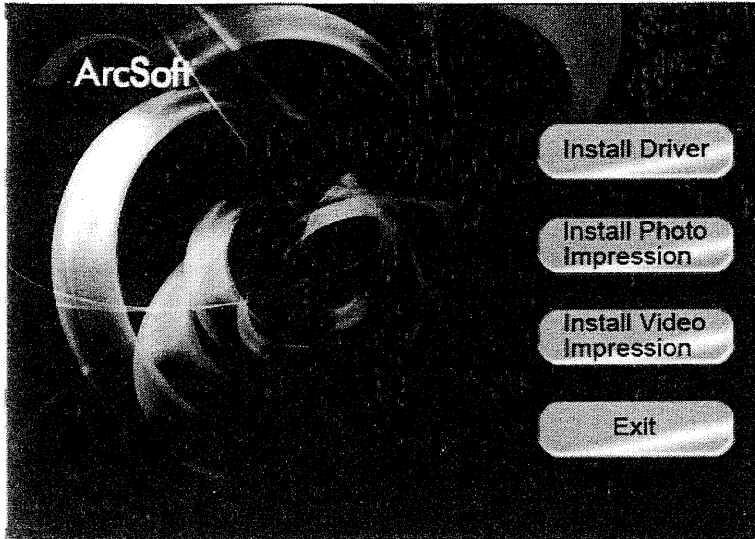 ArcSoft
Install Driver
Install Photo
Impression
Install Video
Impression
Exit